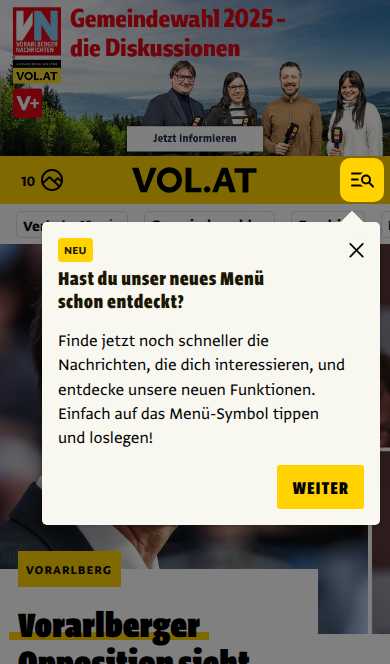 VN
VORARLBERGER
NACHRICHTEN
Gemeindewahl 2025 –
die Diskussionen
VOL.AT
V+
Jetzt informieren
10
VOL.AT
NEU
Hast du unser neues Menü
schon entdeckt?
Finde jetzt noch schneller die
Nachrichten, die dich interessieren, und
entdecke unsere neuen Funktionen.
Einfach auf das Menü-Symbol tippen
und loslegen!
WEITER
VORARLBERG
Vorarlberger
Opposition sieht